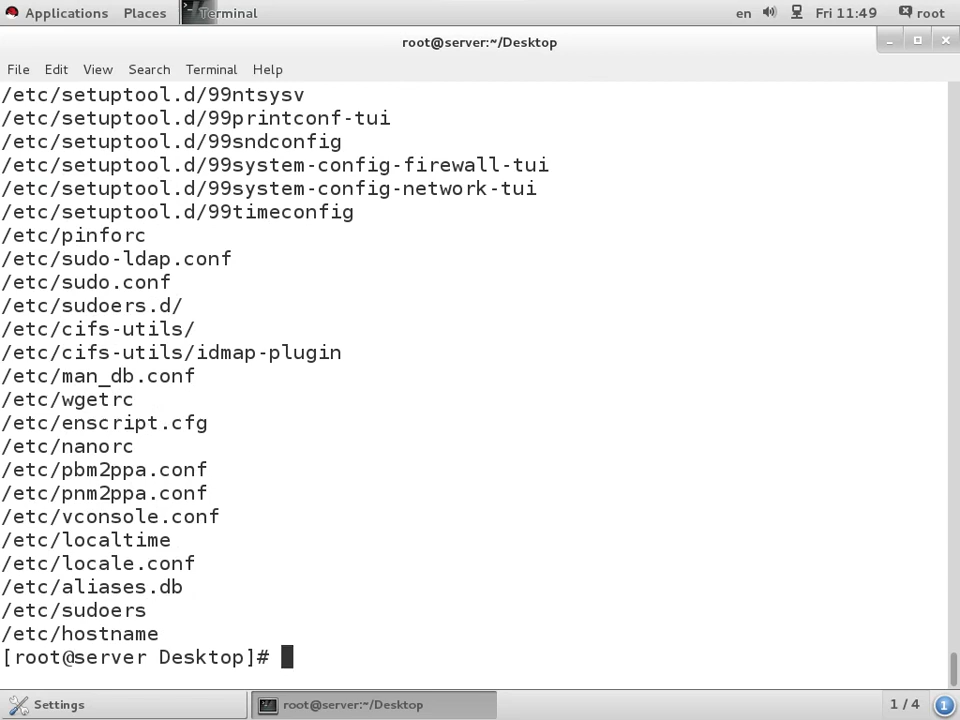 Applications Places Terminal en Fri 11:49 root
root@server:~/Desktop
File Edit View Search Terminal Help
/etc/setuptool.d/99ntsysv
/etc/setuptool.d/99printconf-tui
/etc/setuptool.d/99sndconfig
/etc/setuptool.d/99system-config-firewall-tui
/etc/setuptool.d/99system-config-network-tui
/etc/setuptool.d/99timeconfig
/etc/pinforc
/etc/sudo-ldap.conf
/etc/sudo.conf
/etc/sudoers.d/
/etc/cifs-utils/
/etc/cifs-utils/idmap-plugin
/etc/man_db.conf
/etc/wgetrc
/etc/enscript.cfg
/etc/nanorc
/etc/pbm2ppa.conf
/etc/pnm2ppa.conf
/etc/vconsole.conf
/etc/localtime
/etc/locale.conf
/etc/aliases.db
/etc/sudoers
/etc/hostname
[root@server Desktop]#
Settings root@server:~/Desktop 1 / 4 1